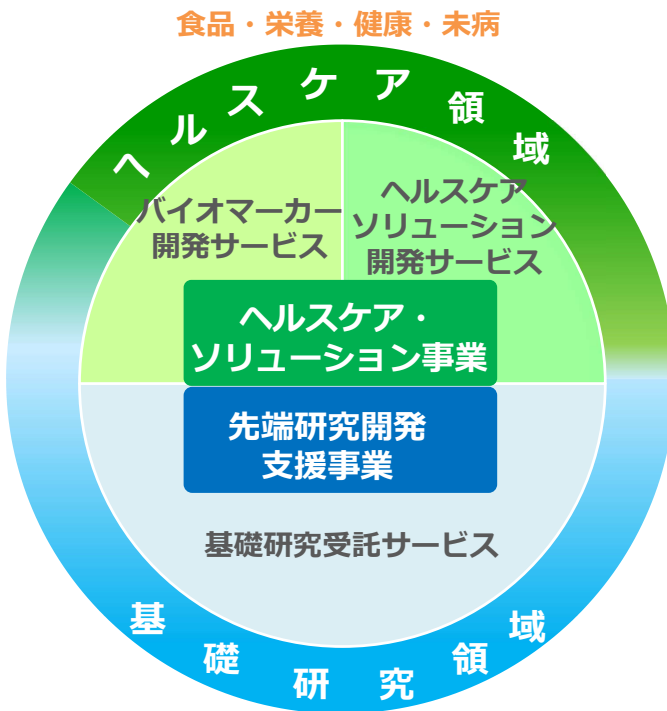 食品・栄養・健康・未病
ヘルスケア領域
バイオマーカー
開発サービス
ヘルスケア
ソリューション
開発サービス
ヘルスケア・
ソリューション事業
先端研究開発
支援事業
基礎研究受託サービス
基礎研究領域